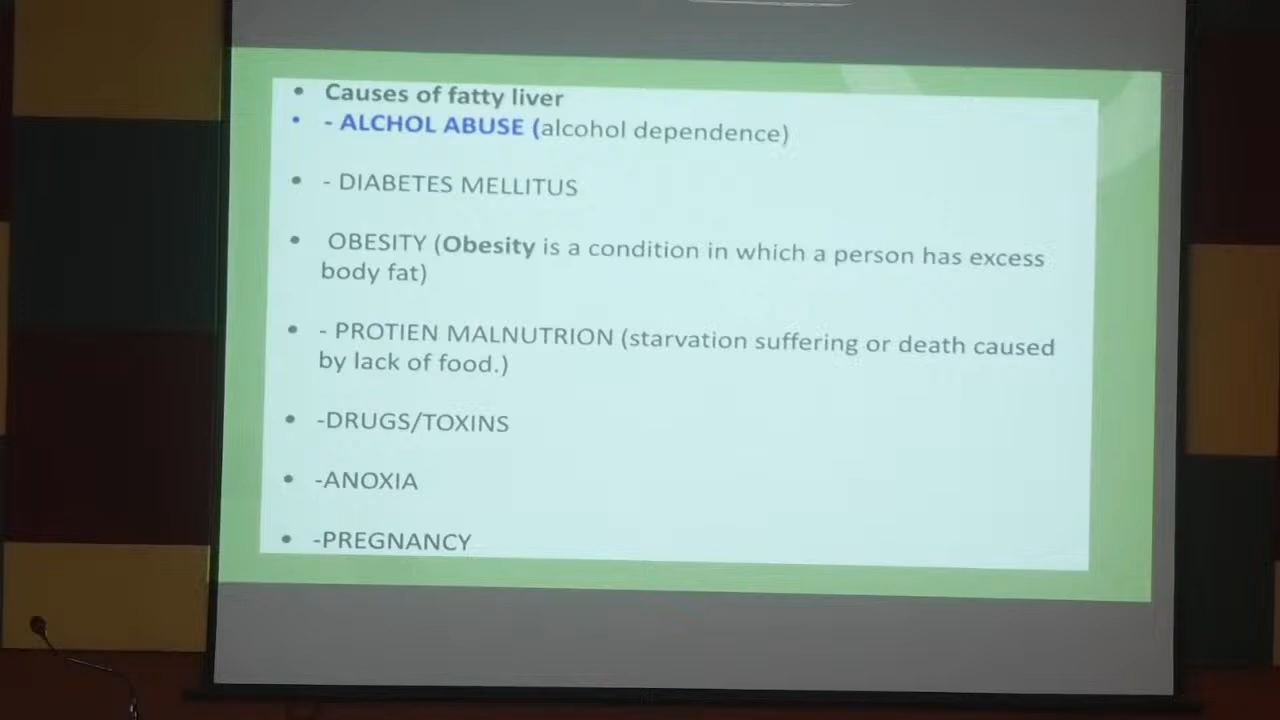 • Causes of fatty liver
• - ALCHOL ABUSE (alcohol dependence)
• - DIABETES MELLITUS
• OBESITY (Obesity is a condition in which a person has excess
body fat)
• - PROTIEN MALNUTRION (starvation suffering or death caused
by lack of food.)
• -DRUGS/TOXINS
• -ANOXIA
• -PREGNANCY